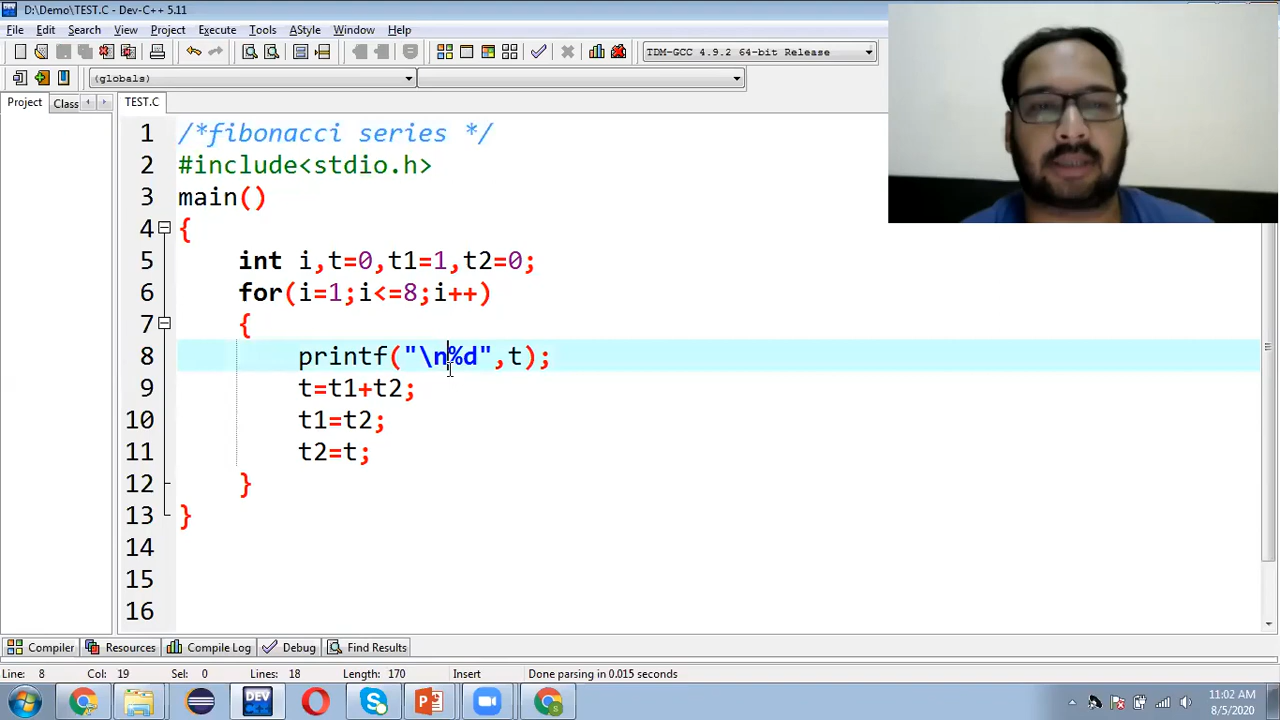 D:\Demo\TEST.C - Dev-C++ 5.11
File Edit Search View Project Execute Tools AStyle Window Help
TDM-GCC 4.9.2 64-bit Release
(globals)
Project Class TEST.C
1 /*fibonacci series */
2 #include<stdio.h>
3 main()
4 {
5 int i,t=0,t1=1,t2=0;
6 for(i=1;i<=8;i++)
7 {
8 printf("\n%d",t);
9 t=t1+t2;
10 t1=t2;
11 t2=t;
12 }
13 }
14
15
16
Compiler Resources Compile Log Debug Find Results
Line: 8 Col: 19 Sel: 0 Lines: 18 Length: 170 Insert Done parsing in 0.015 seconds
DEV C++ S P 11:02 AM
8/5/2020